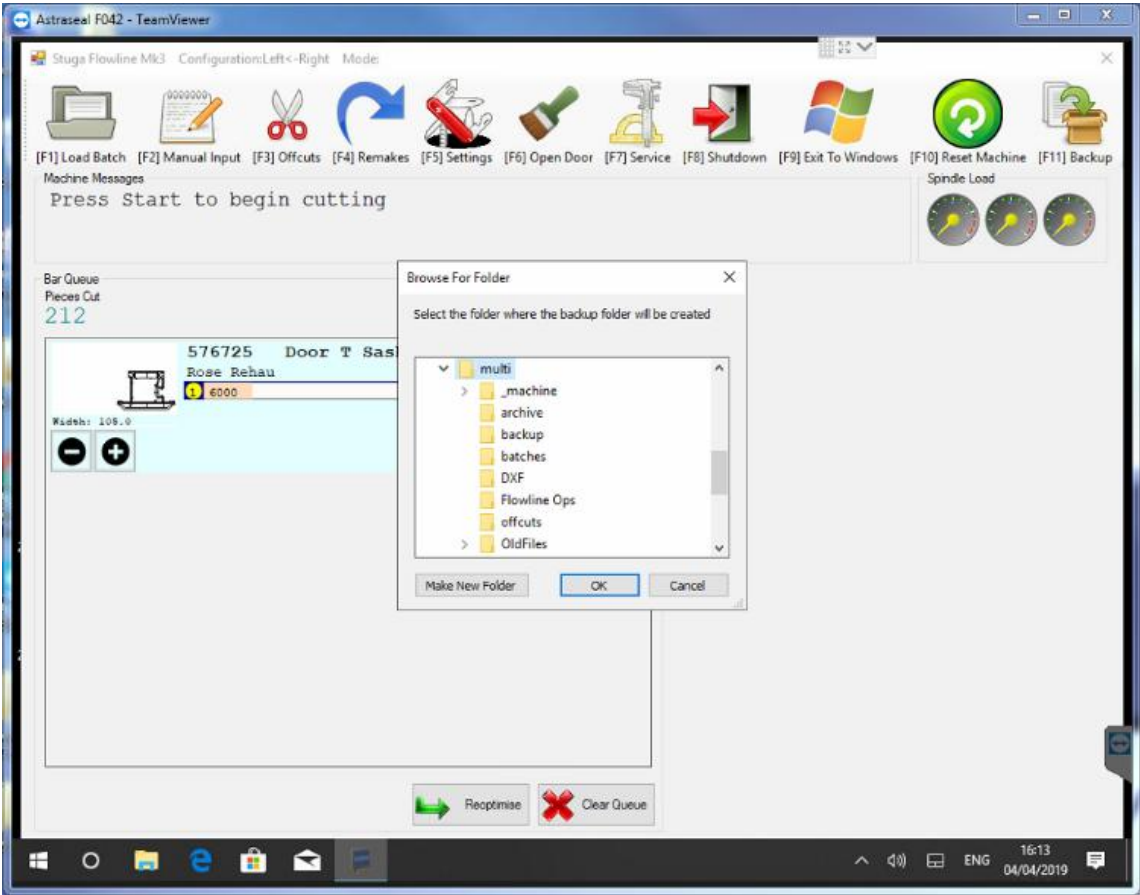 Astraseal F042 - TeamViewer
Stuga Flowline Mk3 Configuration:Left<-Right Mode:
[F1] Load Batch [F2] Manual Input [F3] Offcuts [F4] Remakes [F5] Settings [F6] Open Door [F7] Service [F8] Shutdown [F9] Exit To Windows [F10] Reset Machine [F11] Backup
Machine Messages
Press Start to begin cutting
Spindle Load
Bar Queue
Pieces Cut
212
576725 Door T Sas
Rose Rehau
1 6000
Width: 105.0
Browse For Folder
Select the folder where the backup folder will be created
multi
_machine
archive
backup
batches
DXF
Flowline Ops
offcuts
OldFiles
Make New Folder OK Cancel
Reoptimise Clear Queue
ENG
16:13
04/04/2019